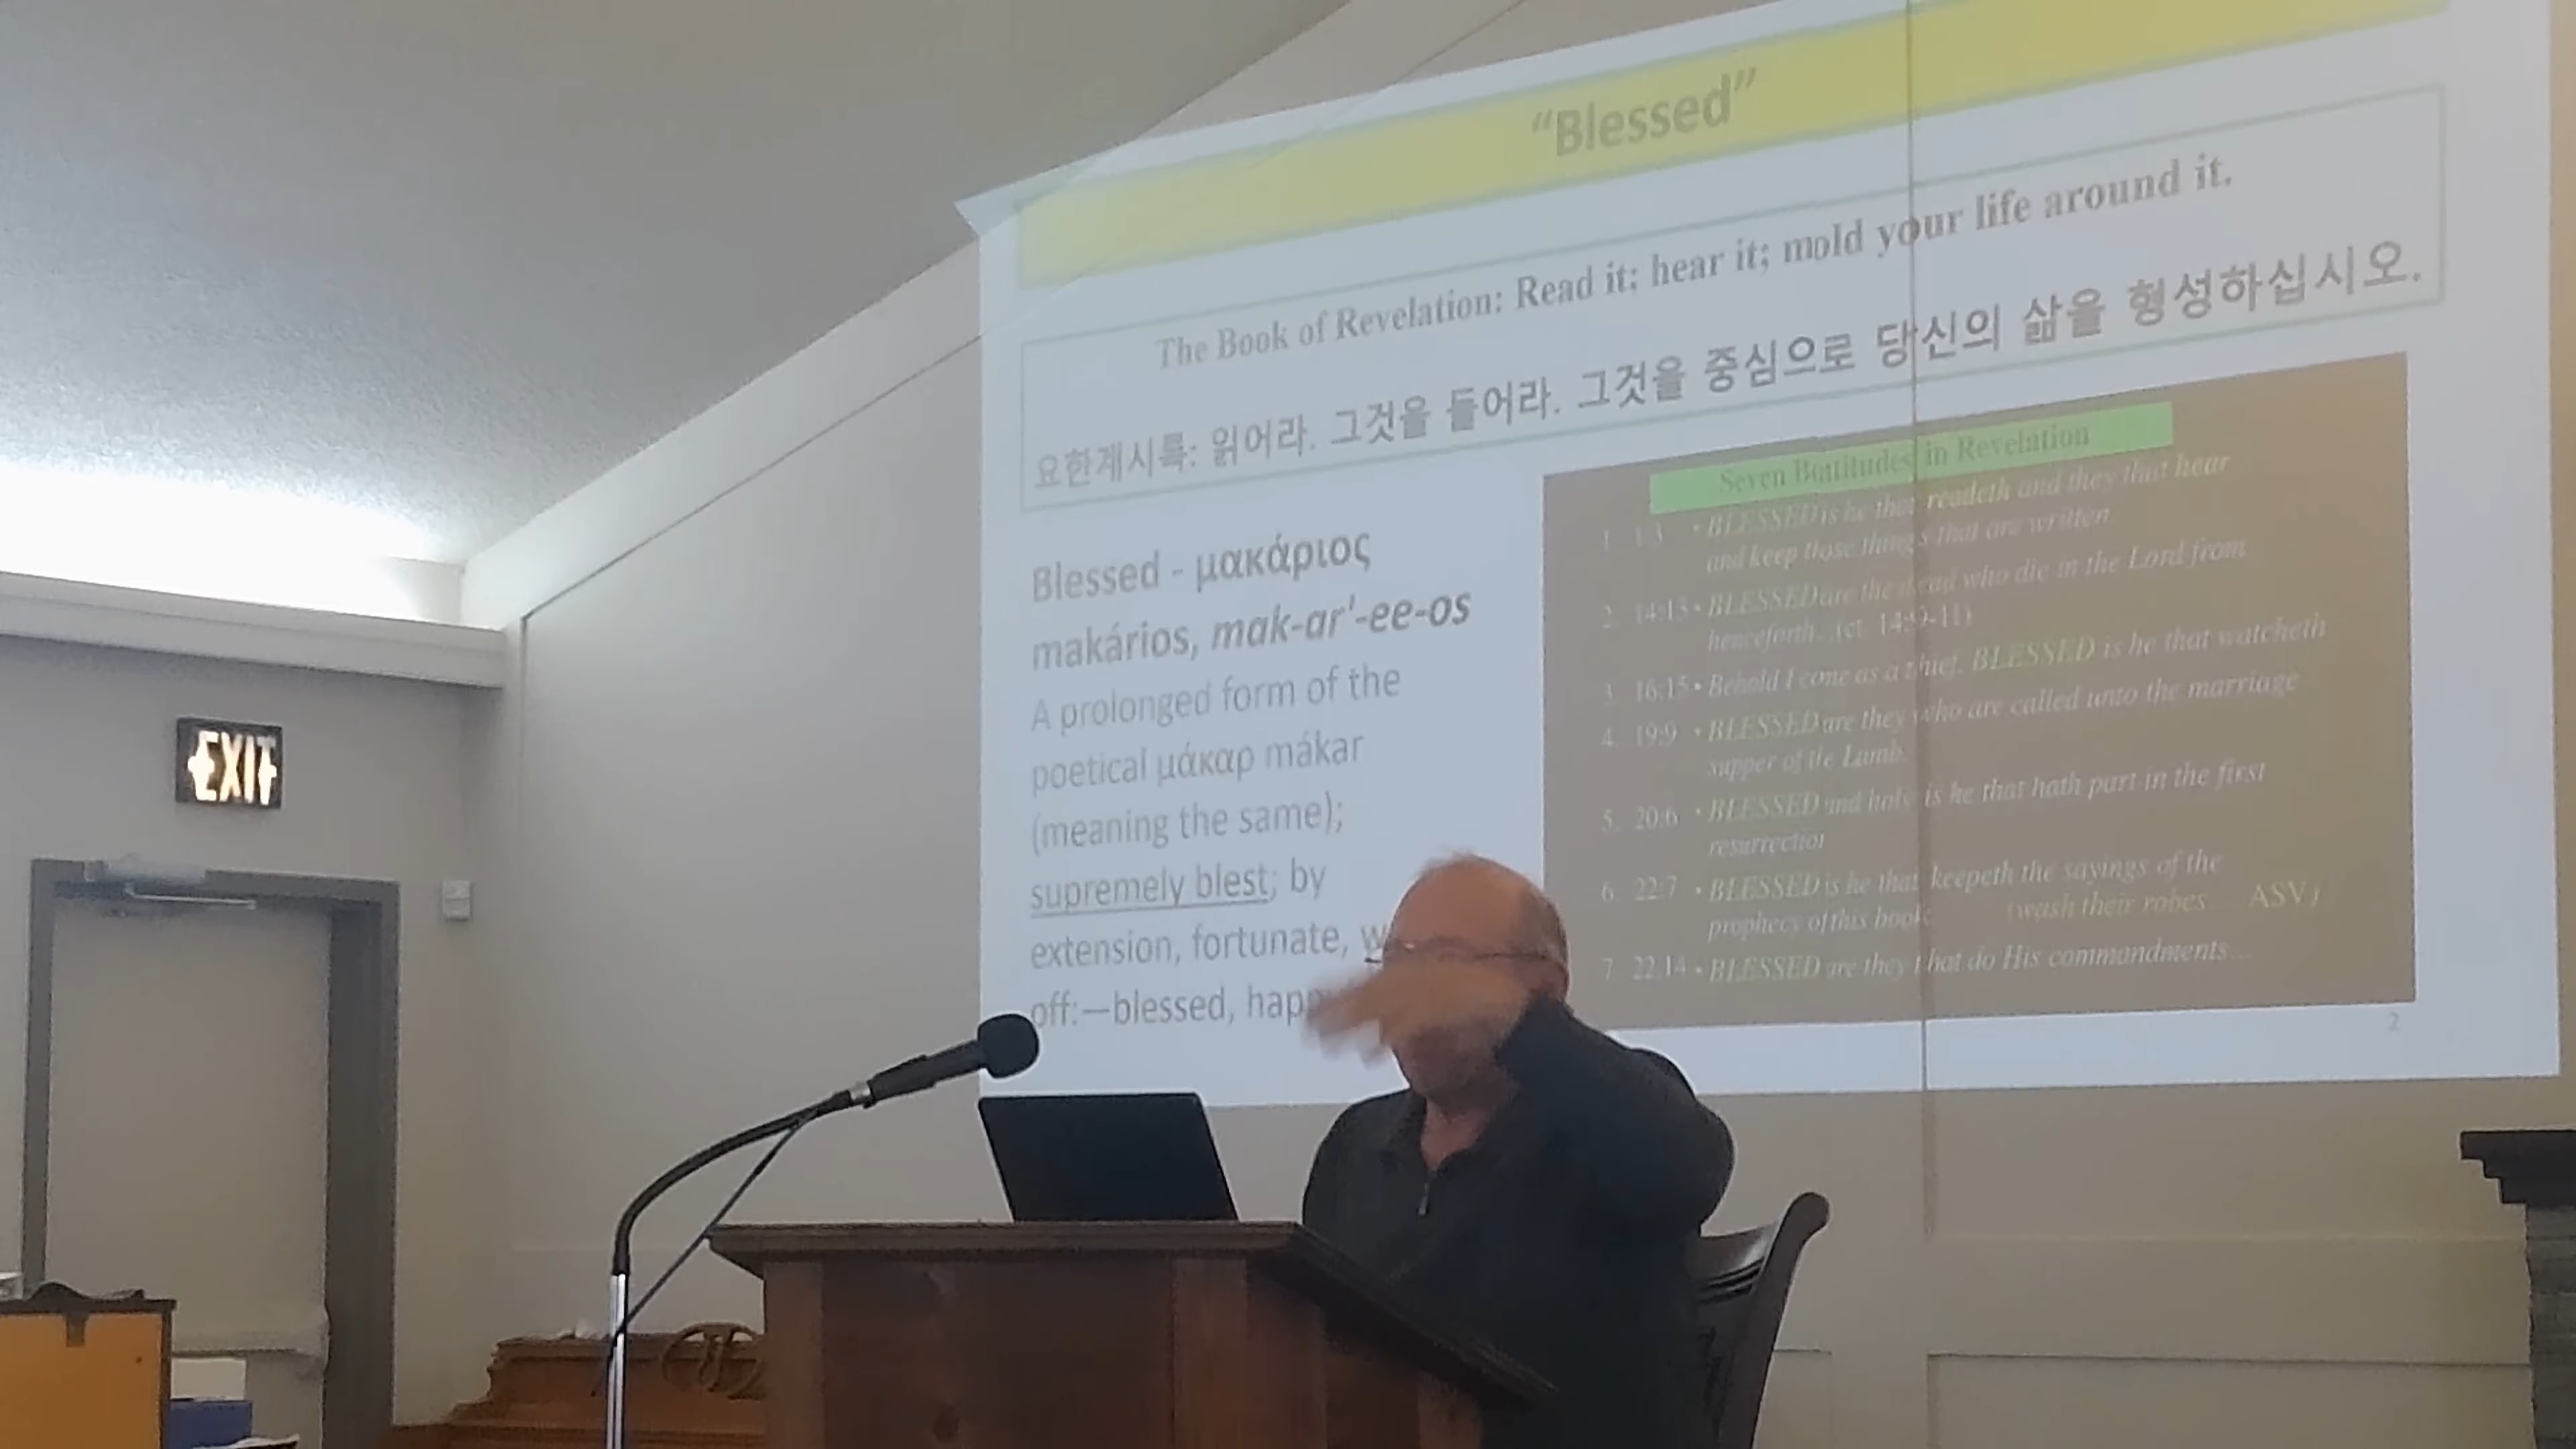 "Blessed"
The Book of Revelation: Read it; hear it; mold your life around it.
요한계시록: 읽어라. 그것을 들어라. 그것을 중심으로 당신의 삶을 형성하십시오.
Blessed - μακάριος
makários, mak-ar'-ee-os
A prolonged form of the
poetical μάκαρ mákar
(meaning the same);
supremely blest; by
extension, fortunate, w
off:—blessed, happ
Seven Beatitudes in Revelation
1. 1:3 • BLESSED is he that readeth and they that hear
and keep those things that are written
2. 14:13 • BLESSED are the dead who die in the Lord from
henceforth...(cf. 14:9-11)
3. 16:15 • Behold I come as a thief. BLESSED is he that watcheth
4. 19:9 • BLESSED are they who are called unto the marriage
supper of the Lamb.
5. 20:6 • BLESSED and holy is he that hath part in the first
resurrection
6. 22:7 • BLESSED is he that keepeth the sayings of the
prophecy of this book. (wash their robes... ASV)
7. 22:14 • BLESSED are they that do His commandments...
2
EXIT